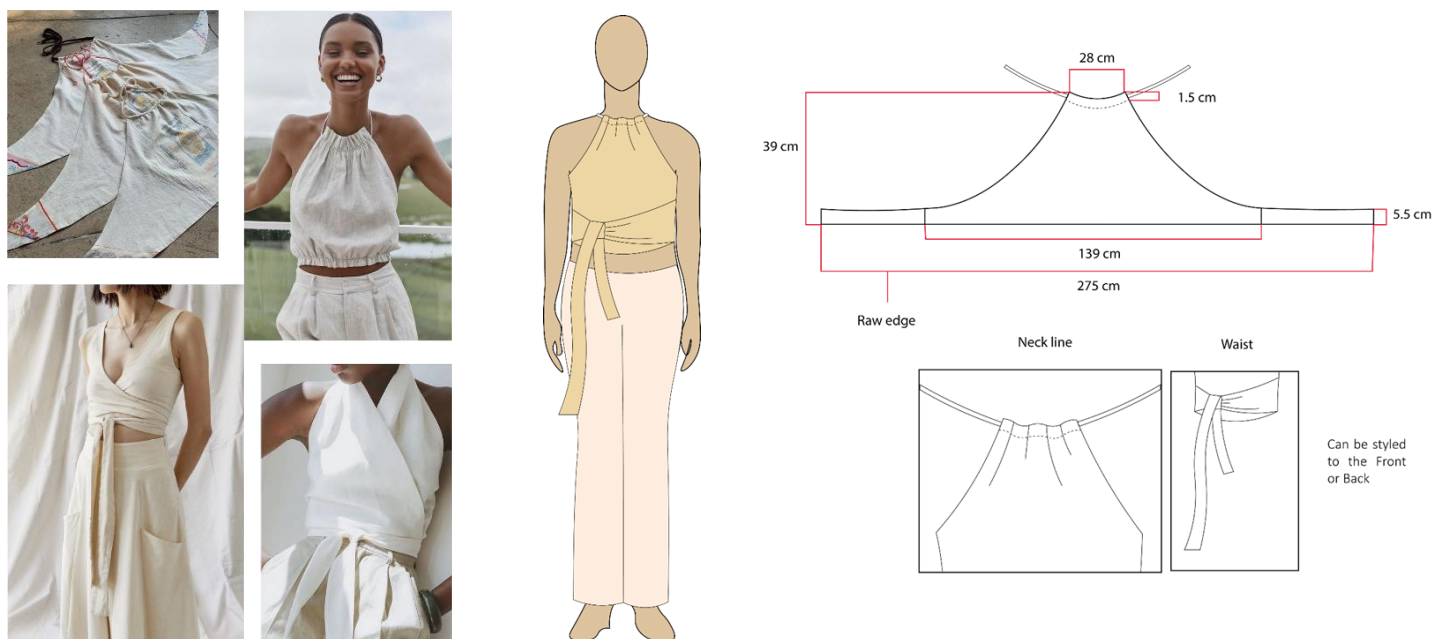 28 cm
1.5 cm
39 cm
5.5 cm
139 cm
275 cm
Raw edge
Neck line
Waist
Can be styled
to the Front
or Back